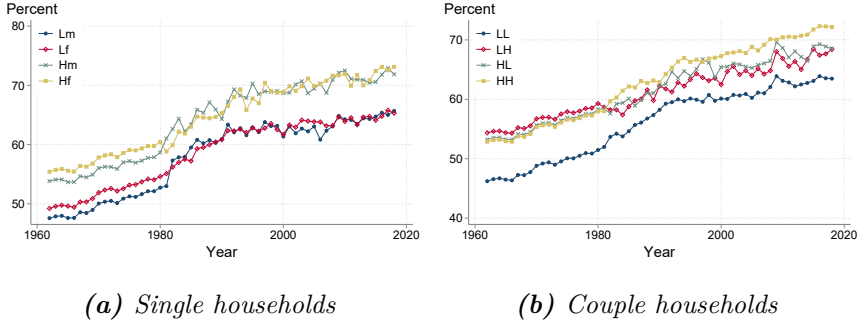 Percent
80
70
60
50
1960
1980
2000
2020
Year
Lm
Lf
Hm
Hf
(a) Single households
Percent
70
60
50
40
1960
1980
2000
2020
Year
LL
LH
HL
HH
(b) Couple households